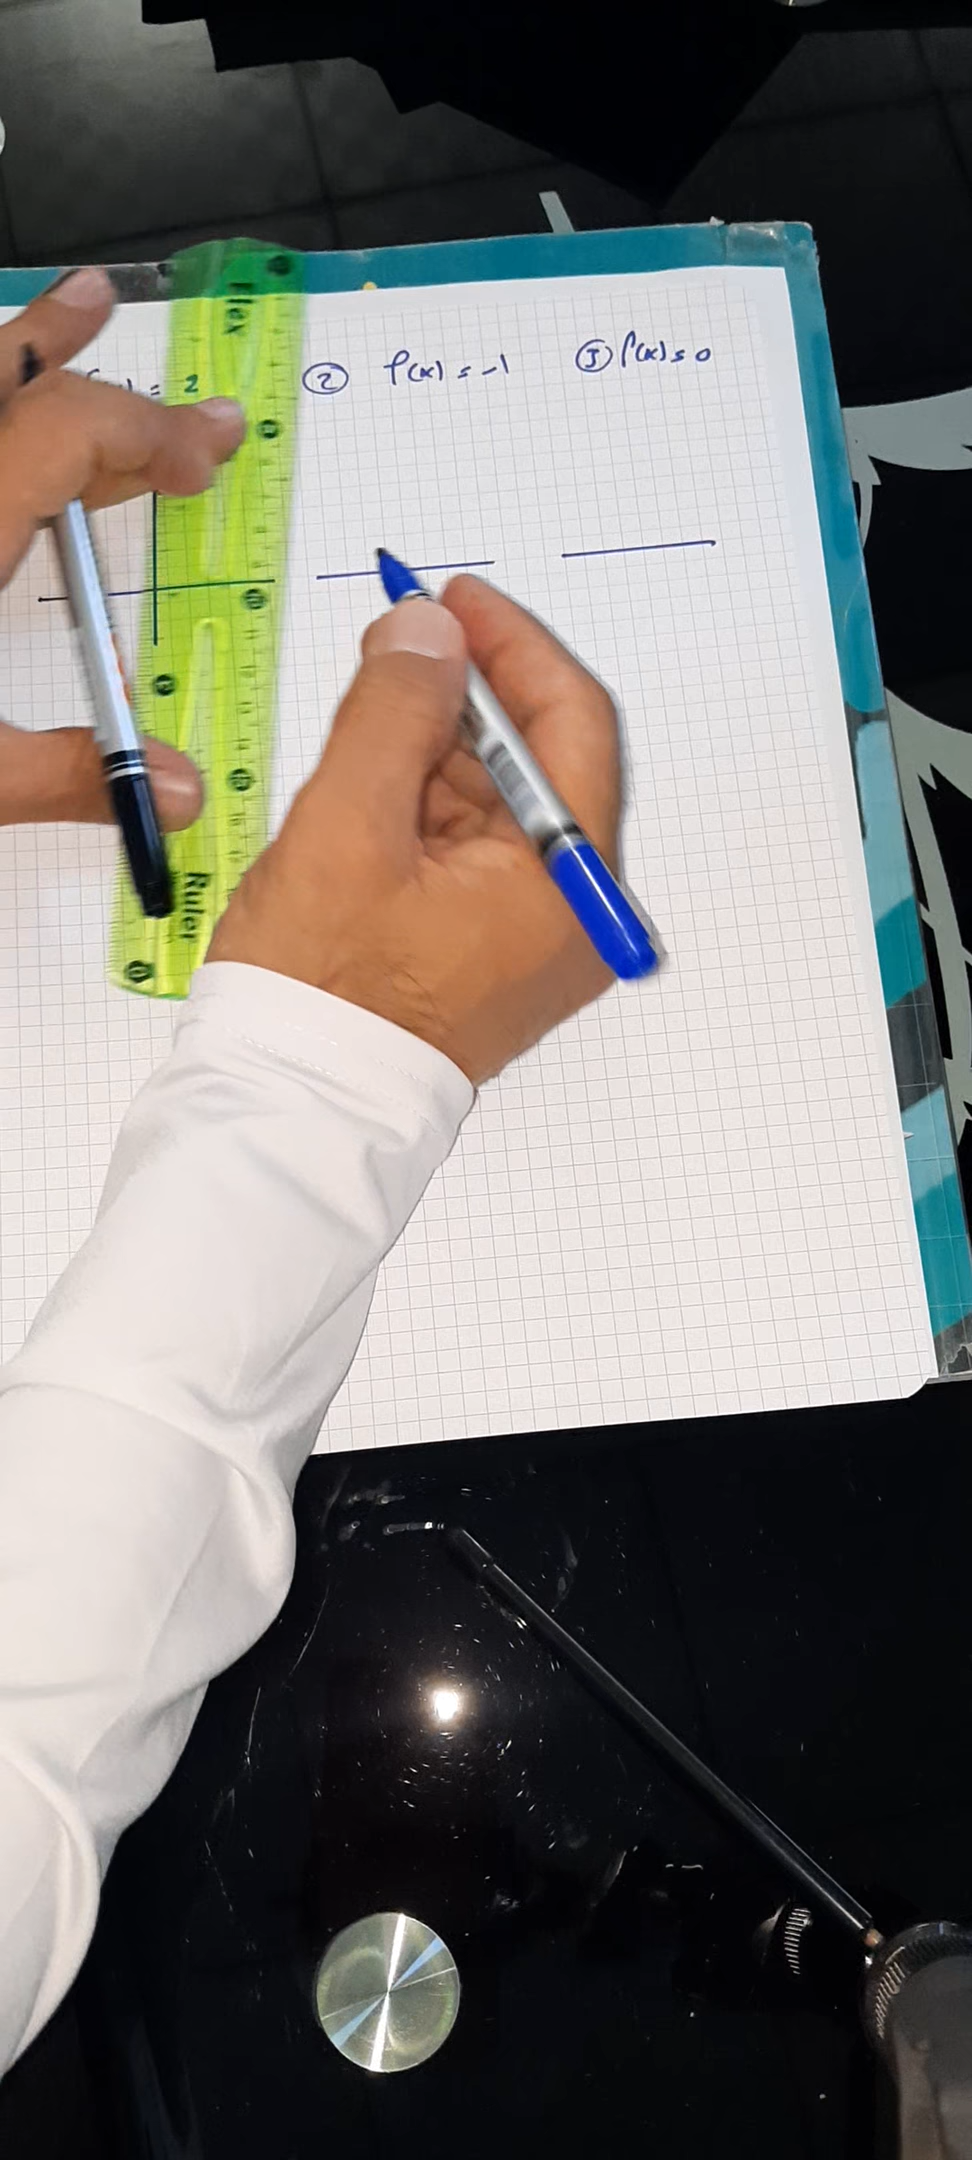 = 2
② f(x) = -1
③ f(x) = 0
Flex
Ruler